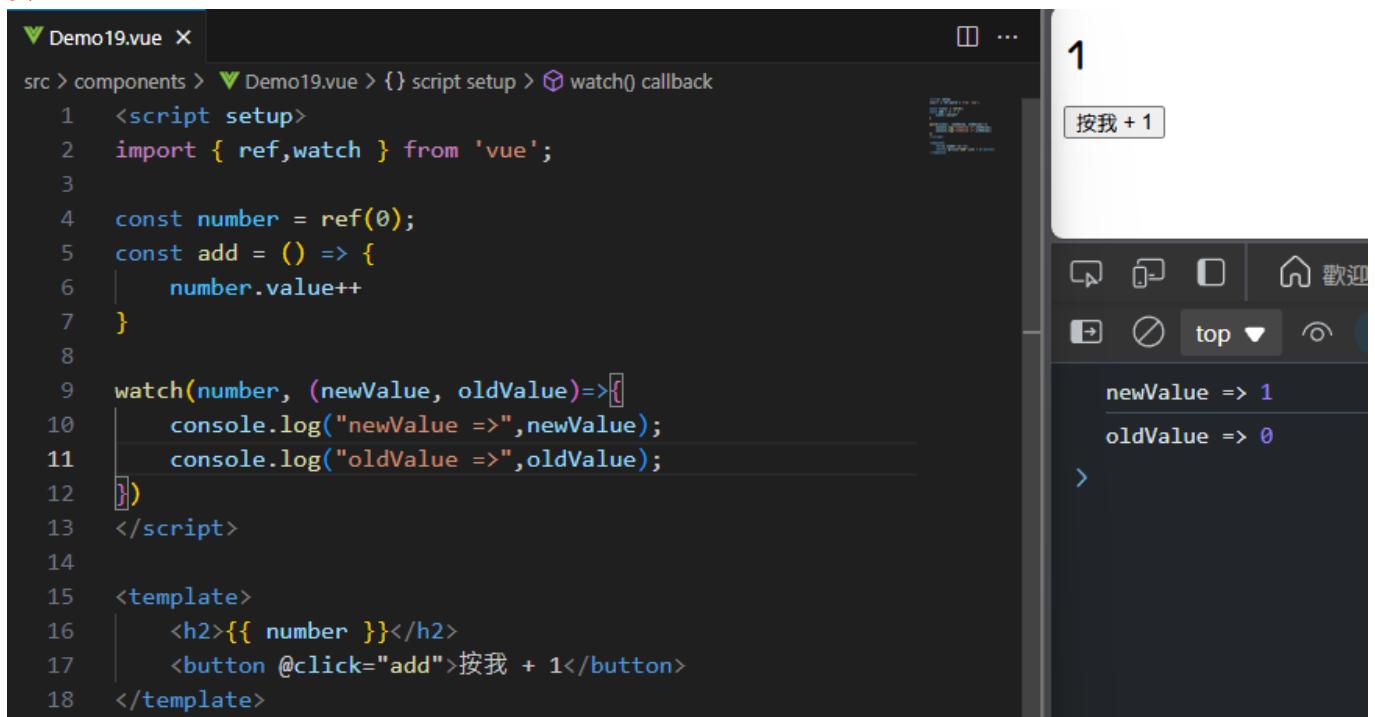 Demo19.vue
src > components > Demo19.vue > {} script setup > watch() callback
1 <script setup>
2 import { ref,watch } from 'vue';
3
4 const number = ref(0);
5 const add = () => {
6 number.value++
7 }
8
9 watch(number, (newValue, oldValue)=>{
10 console.log("newValue =>",newValue);
11 console.log("oldValue =>",oldValue);
12 })
13 </script>
14
15 <template>
16 <h2>{{ number }}</h2>
17 <button @click="add">按我 + 1</button>
18 </template>
1
按我 + 1
歡迎
top
newValue => 1
oldValue => 0